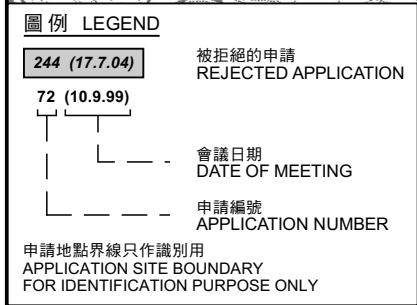 圖例 LEGEND
244 (17.7.04)
被拒絕的申請
REJECTED APPLICATION
72 (10.9.99)
會議日期
DATE OF MEETING
申請編號
APPLICATION NUMBER
申請地點界線只作識別用
APPLICATION SITE BOUNDARY
FOR IDENTIFICATION PURPOSE ONLY